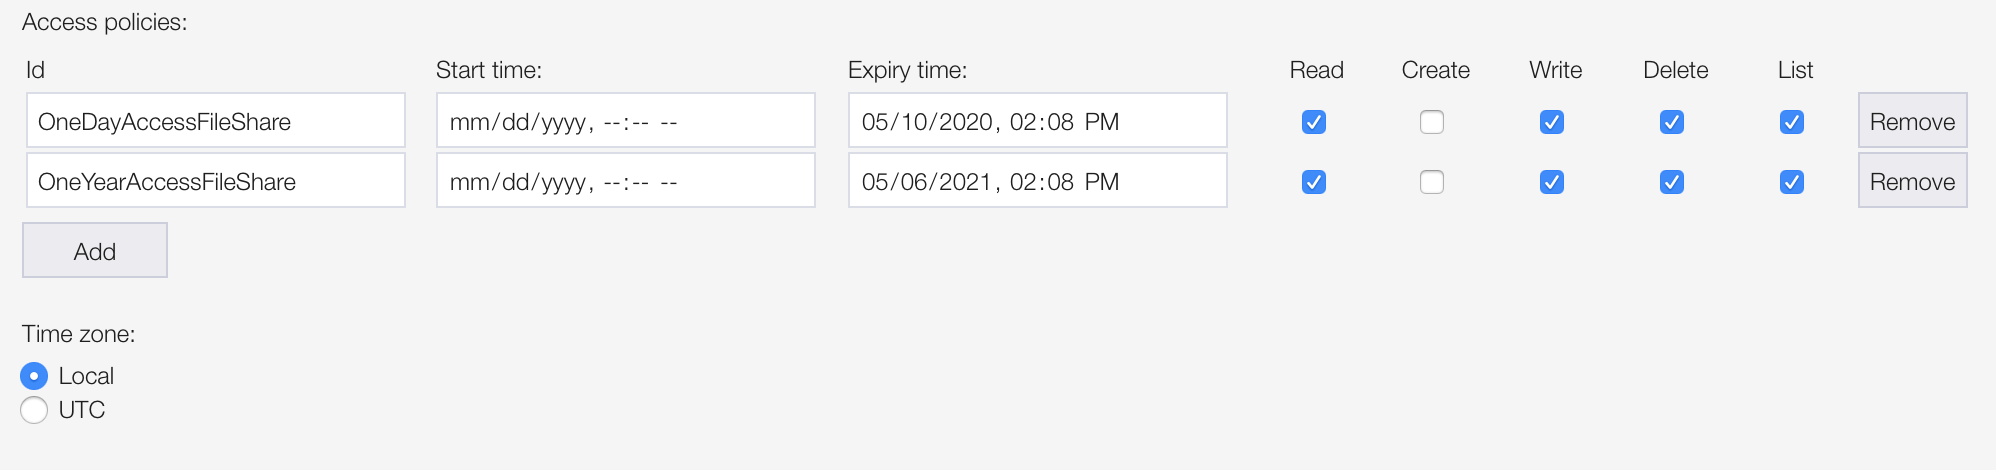 Access policies:
Id Start time: Expiry time: Read Create Write Delete List
OneDayAccessFileShare mm/dd/yyyy, --:-- -- 05/10/2020, 02:08 PM Remove
OneYearAccessFileShare mm/dd/yyyy, --:-- -- 05/06/2021, 02:08 PM Remove
Add
Time zone:
Local
UTC